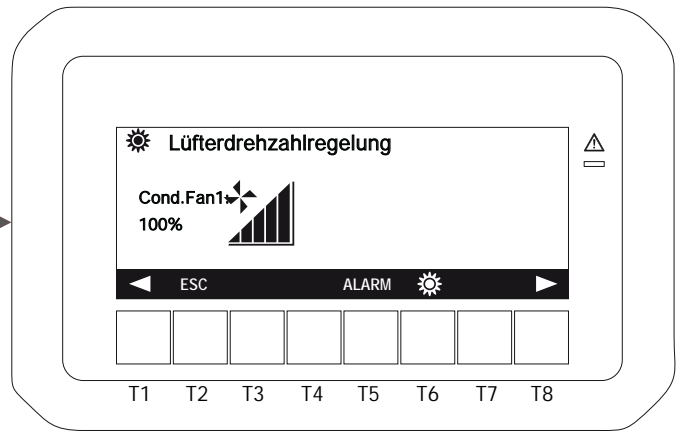 Lüfterdrehzahlregelung
Cond.Fan1
100%
ESC ALARM
T1 T2 T3 T4 T5 T6 T7 T8